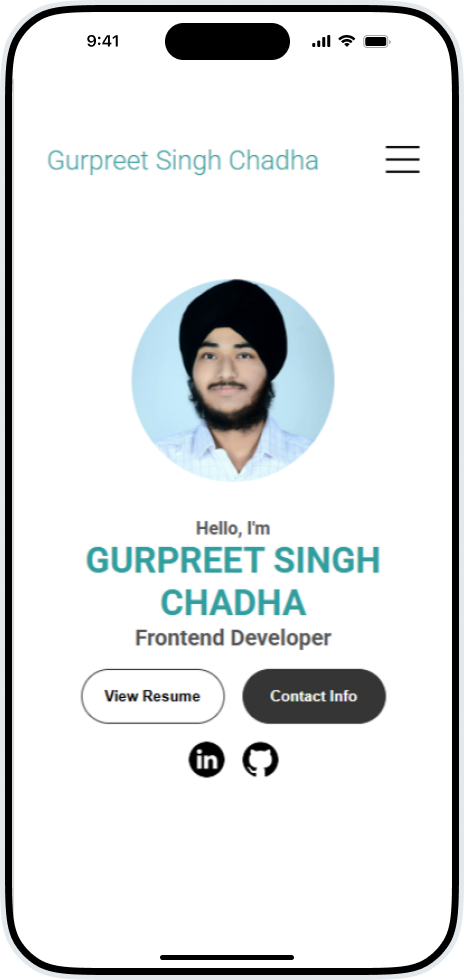 9:41
Gurpreet Singh Chadha
Hello, I'm
GURPREET SINGH
CHADHA
Frontend Developer
View Resume
Contact Info
in